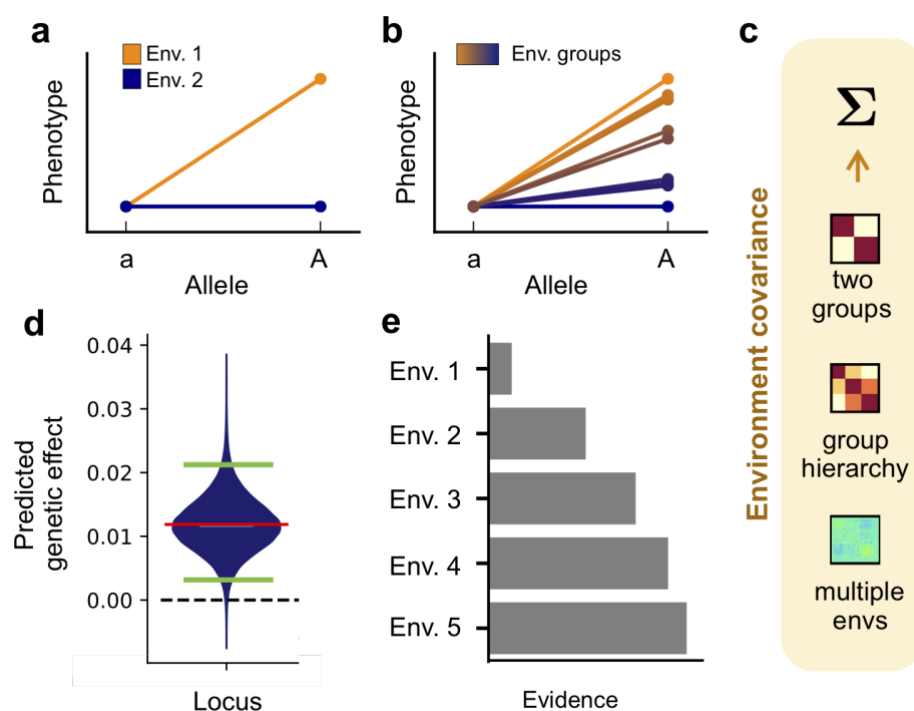 a
Env. 1
Env. 2
Phenotype
a
A
Allele
b
Env. groups
Phenotype
a
A
Allele
c
Environment covariance
Σ
two
groups
group
hierarchy
multiple
envs
d
Predicted
genetic effect
0.04
0.03
0.02
0.01
0.00
Locus
e
Env. 1
Env. 2
Env. 3
Env. 4
Env. 5
Evidence